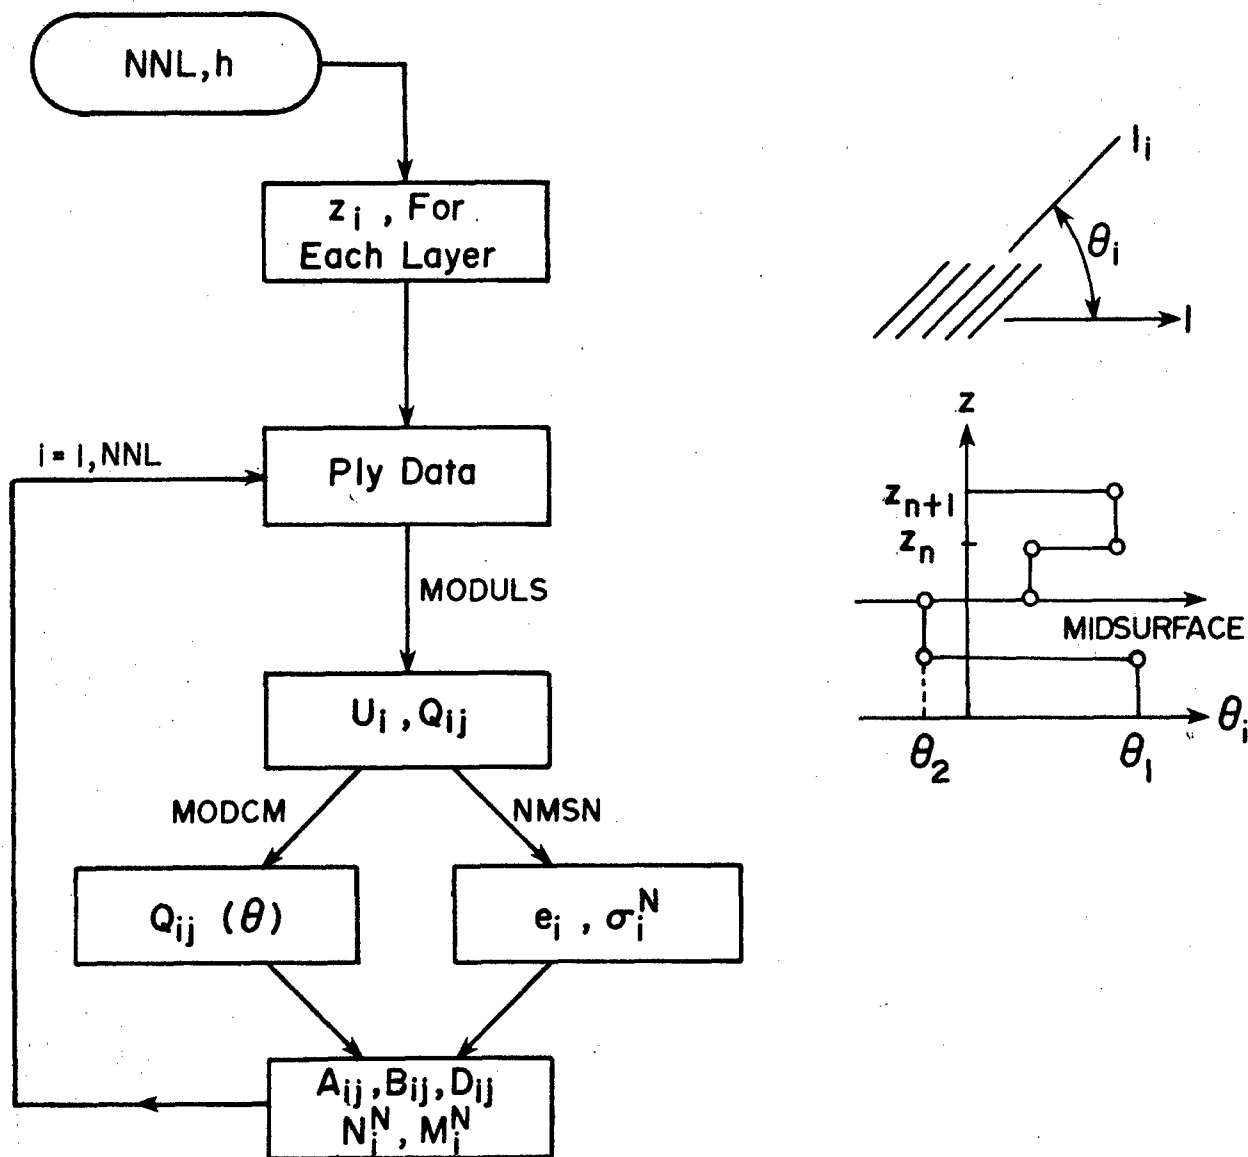 NNL, h
z_i , For
Each Layer
i = 1, NNL
Ply Data
MODULS
U_i , Q_ij
MODCM
NMSN
Q_ij (θ)
e_i , σ_i^N
A_ij, B_ij, D_ij
N_i^N, M_i^N
1_i
θ_i
1
z
z_n+1
z_n
MIDSURFACE
θ_i
θ_2
θ_1